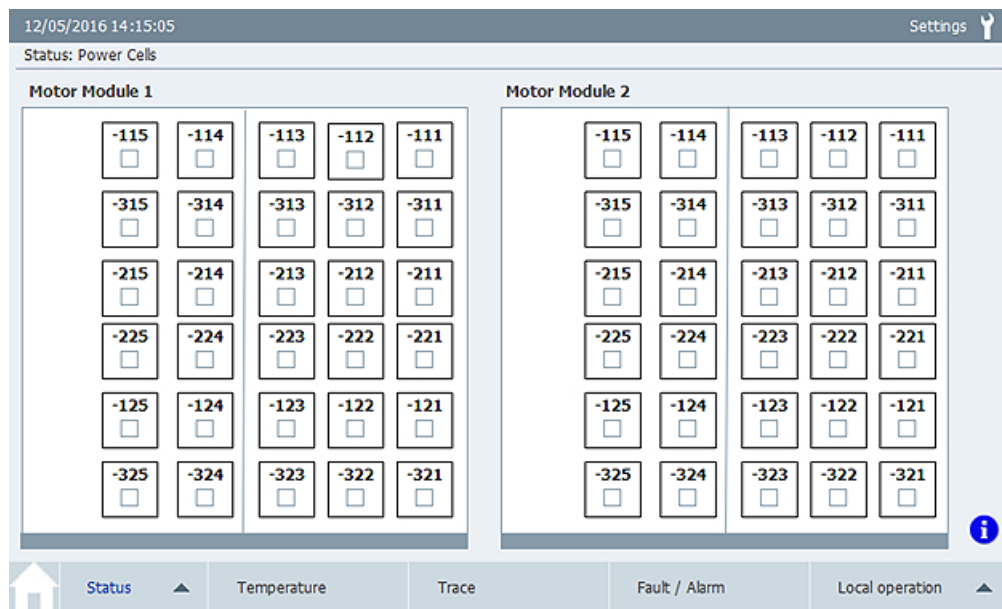 12/05/2016 14:15:05 Settings
Status: Power Cells
Motor Module 1
-115 -114 -113 -112 -111
-315 -314 -313 -312 -311
-215 -214 -213 -212 -211
-225 -224 -223 -222 -221
-125 -124 -123 -122 -121
-325 -324 -323 -322 -321
Motor Module 2
-115 -114 -113 -112 -111
-315 -314 -313 -312 -311
-215 -214 -213 -212 -211
-225 -224 -223 -222 -221
-125 -124 -123 -122 -121
-325 -324 -323 -322 -321
i
Status Temperature Trace Fault / Alarm Local operation